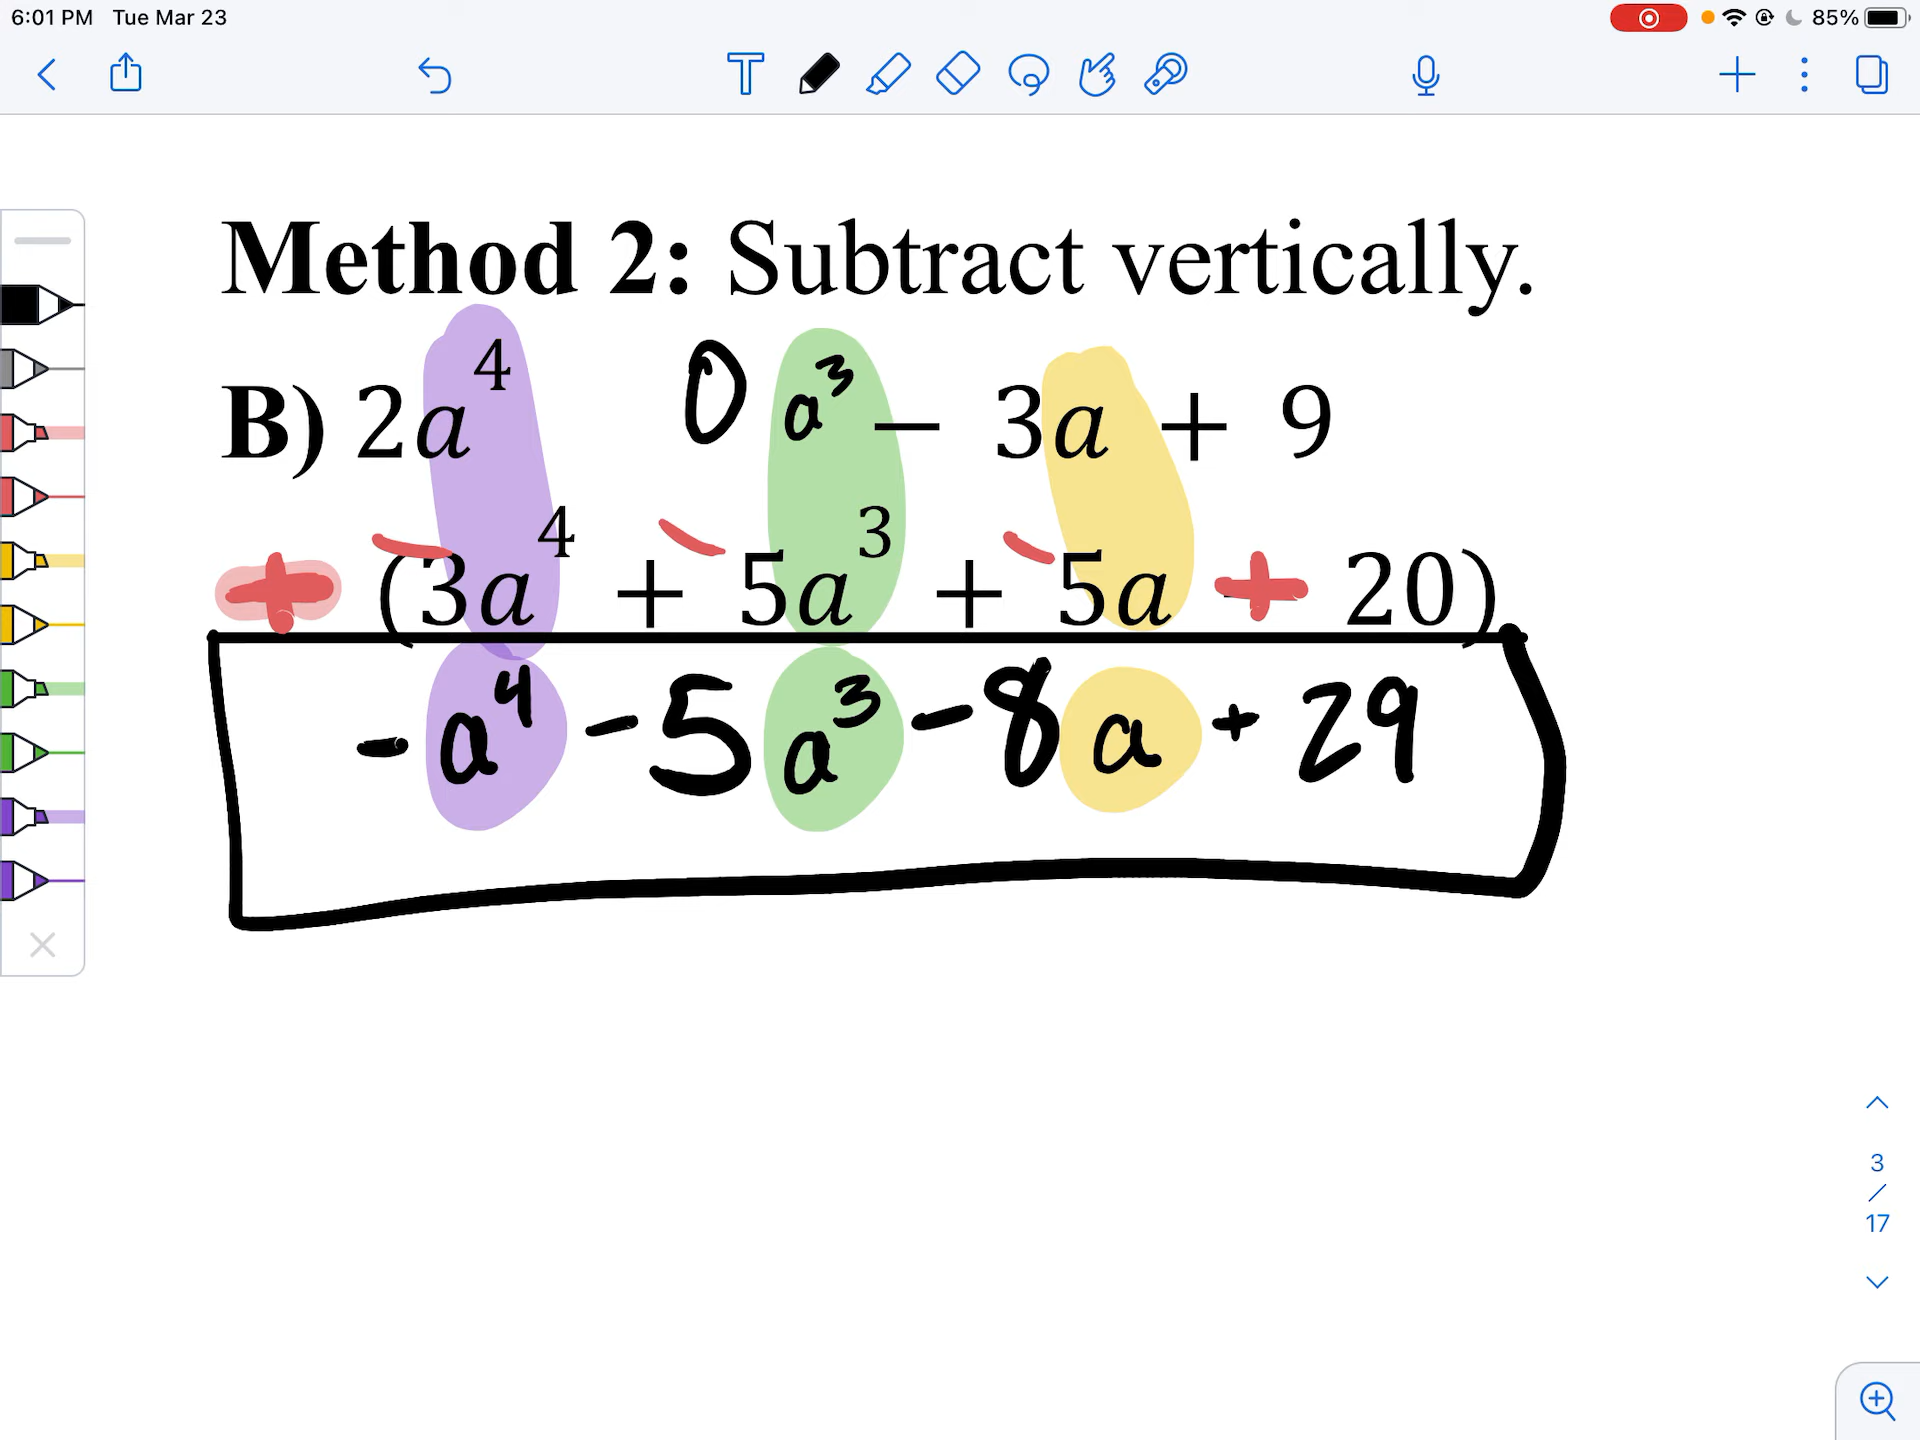 6:01 PM Tue Mar 23 85%
T
Method 2: Subtract vertically.
B) 2a⁴ 0a³ − 3a + 9
+ (-3a⁴ + -5a³ + -5a + 20)
-a⁴ -5a³ -8a + 29
3
/
17